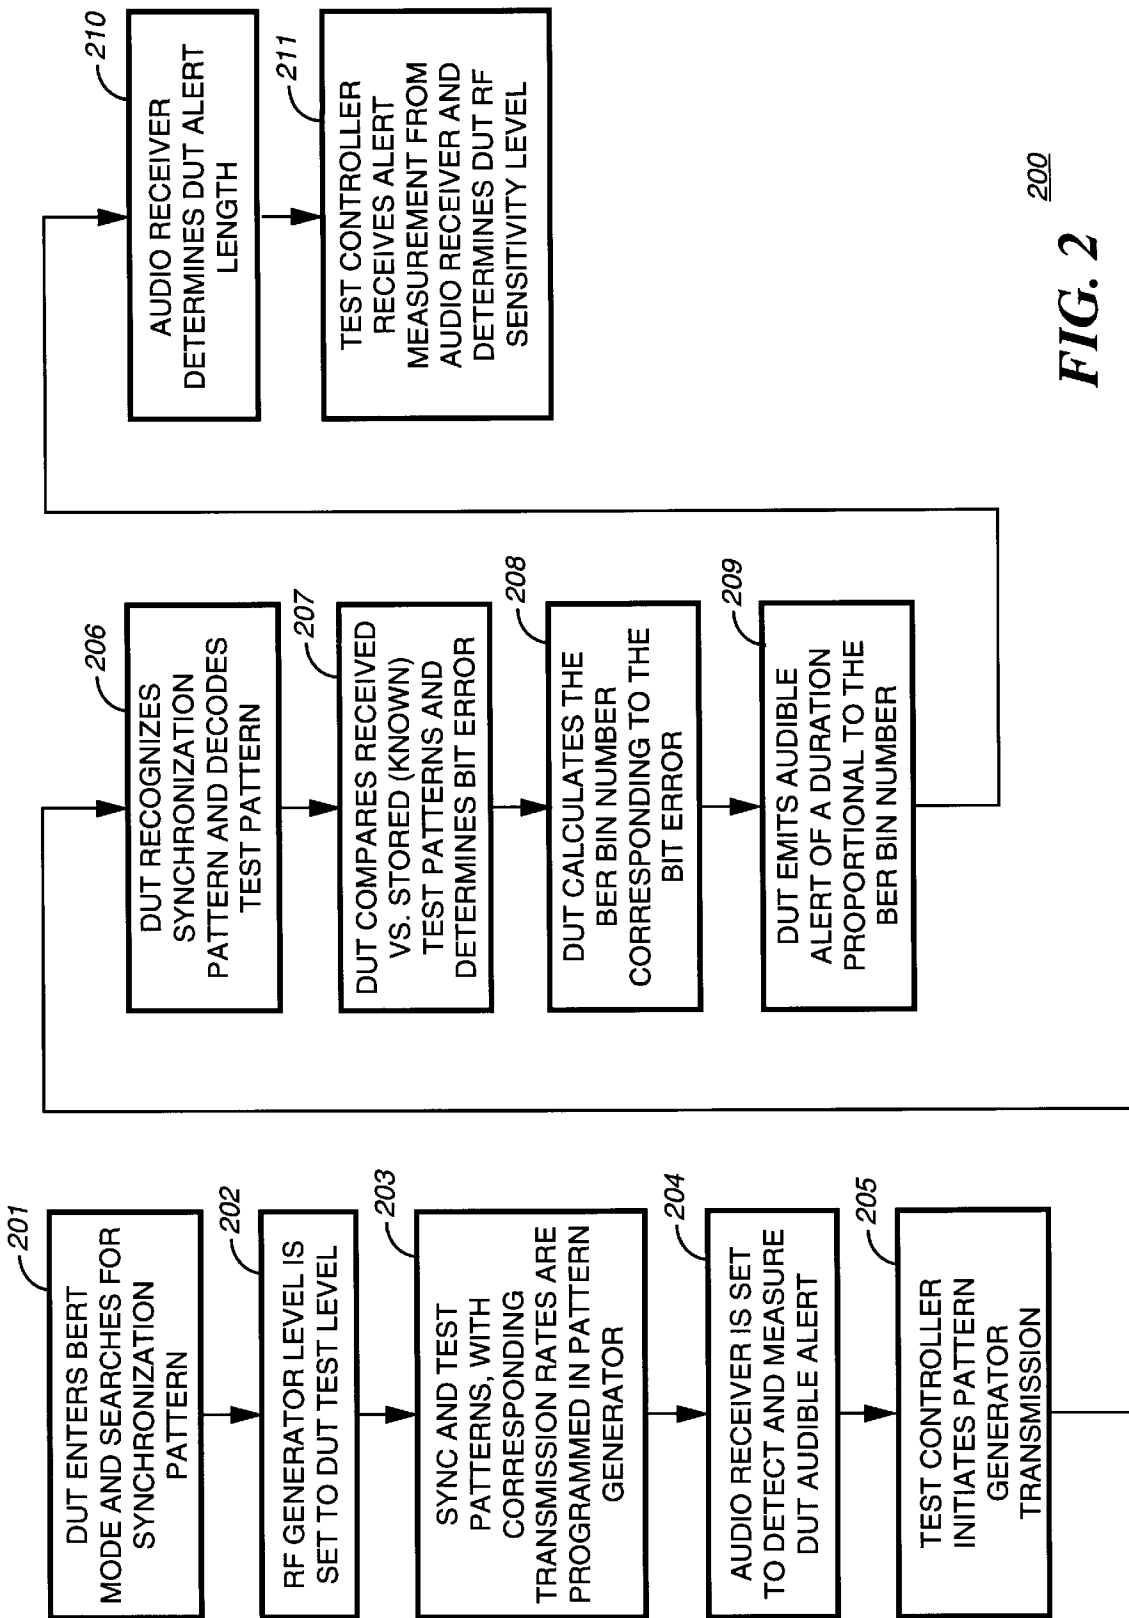 201
DUT ENTERS BERT
MODE AND SEARCHES FOR
SYNCHRONIZATION
PATTERN
202
RF GENERATOR LEVEL IS
SET TO DUT TEST LEVEL
203
SYNC AND TEST
PATTERNS, WITH
CORRESPONDING
TRANSMISSION RATES ARE
PROGRAMMED IN PATTERN
GENERATOR
204
AUDIO RECEIVER IS SET
TO DETECT AND MEASURE
DUT AUDIBLE ALERT
205
TEST CONTROLLER
INITIATES PATTERN
GENERATOR
TRANSMISSION
206
DUT RECOGNIZES
SYNCHRONIZATION
PATTERN AND DECODES
TEST PATTERN
207
DUT COMPARES RECEIVED
VS. STORED (KNOWN)
TEST PATTERNS AND
DETERMINES BIT ERROR
208
DUT CALCULATES THE
BER BIN NUMBER
CORRESPONDING TO THE
BIT ERROR
209
DUT EMITS AUDIBLE
ALERT OF A DURATION
PROPORTIONAL TO THE
BER BIN NUMBER
210
AUDIO RECEIVER
DETERMINES DUT ALERT
LENGTH
211
TEST CONTROLLER
RECEIVES ALERT
MEASUREMENT FROM
AUDIO RECEIVER AND
DETERMINES DUT RF
SENSITIVITY LEVEL
200
FIG. 2